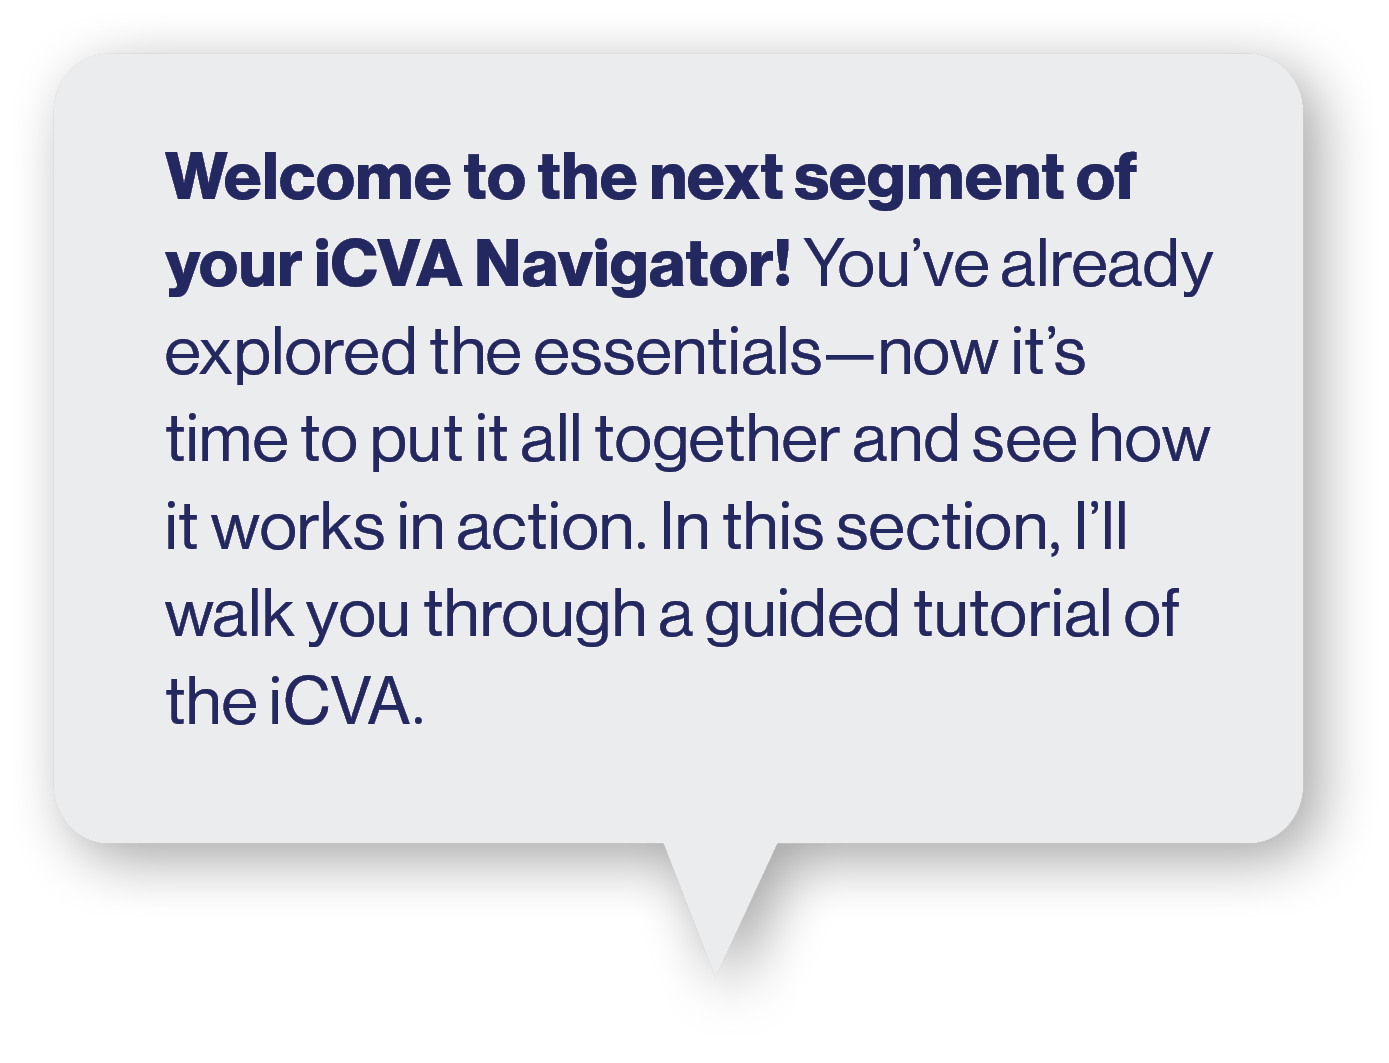 Welcome to the next segment of
your iCVA Navigator! You’ve already
explored the essentials—now it’s
time to put it all together and see how
it works in action. In this section, I’ll
walk you through a guided tutorial of
the iCVA.